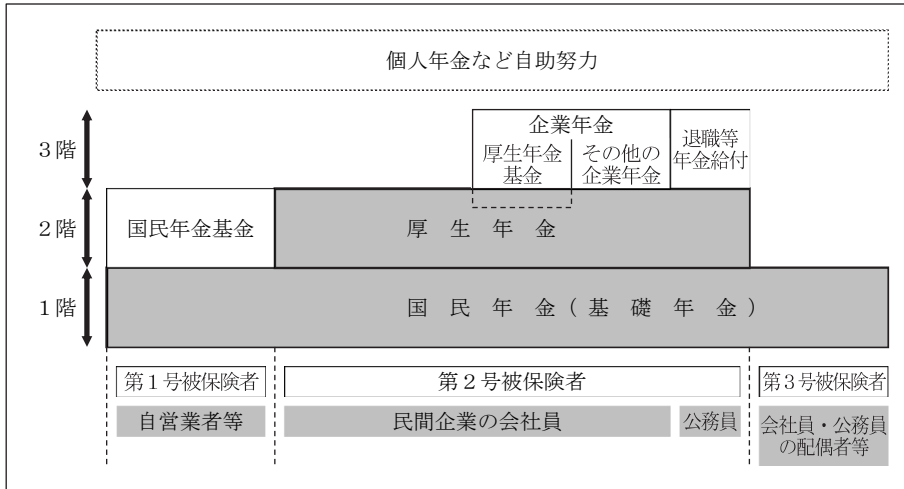 個人年金など自助努力
3階
企業年金
厚生年金
基金
その他の
企業年金
退職等
年金給付
2階
国民年金基金
厚生年金
1階
国民年金(基礎年金)
第1号被保険者
第2号被保険者
第3号被保険者
自営業者等
民間企業の会社員
公務員
会社員・公務員
の配偶者等